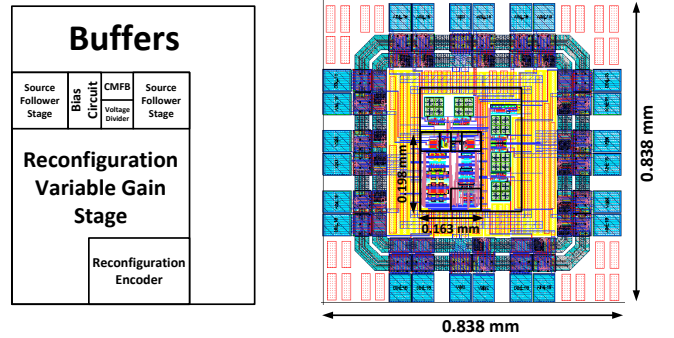 Buffers
Source
Follower
Stage
Bias
Circuit
CMFB
Voltage
Divider
Source
Follower
Stage
Reconfiguration
Variable Gain
Stage
Reconfiguration
Encoder
0.198 mm
0.163 mm
0.838 mm
0.838 mm